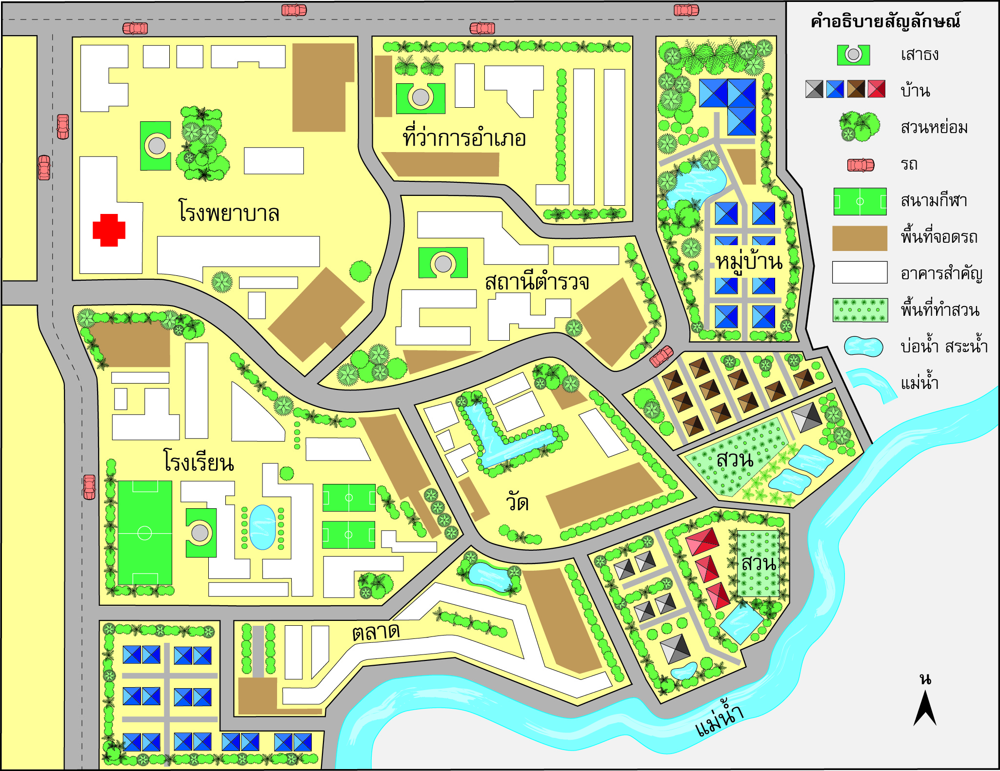 คำอธิบายสัญลักษณ์
เสาธง
บ้าน
สวนหย่อม
รถ
สนามกีฬา
พื้นที่จอดรถ
อาคารสำคัญ
พื้นที่ทำสวน
บ่อน้ำ สระน้ำ
แม่น้ำ
ที่ว่าการอำเภอ
โรงพยาบาล
หมู่บ้าน
สถานีตำรวจ
โรงเรียน
สวน
วัด
สวน
ตลาด
แม่น้ำ
น